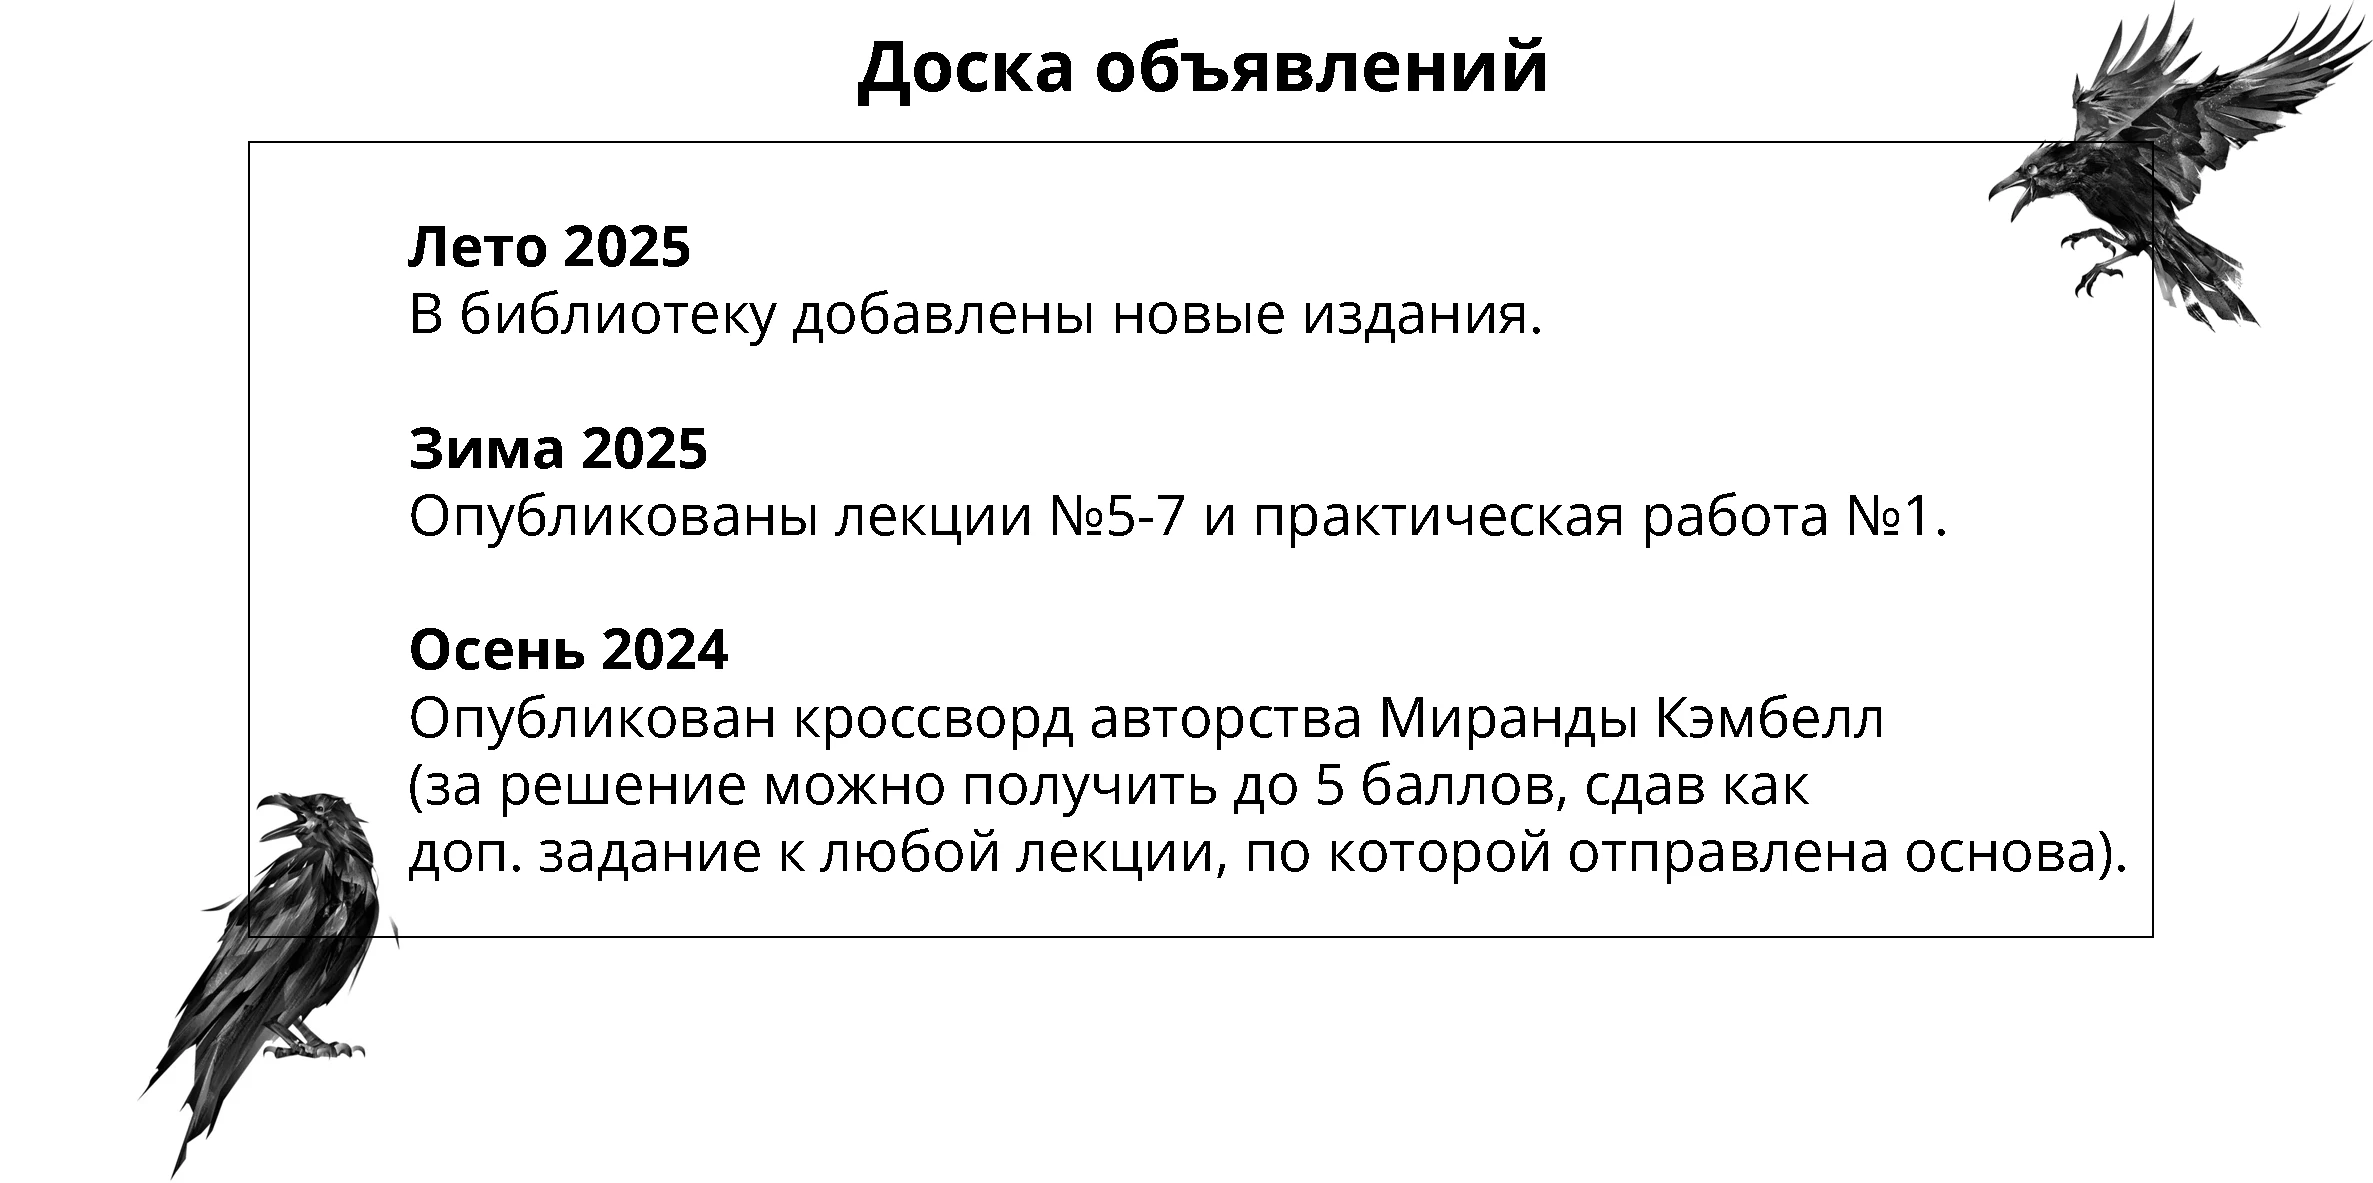 Доска объявлений
Лето 2025
В библиотеку добавлены новые издания.
Зима 2025
Опубликованы лекции №5-7 и практическая работа №1.
Осень 2024
Опубликован кроссворд авторства Миранды Кэмбелл
(за решение можно получить до 5 баллов, сдав как
доп. задание к любой лекции, по которой отправлена основа).